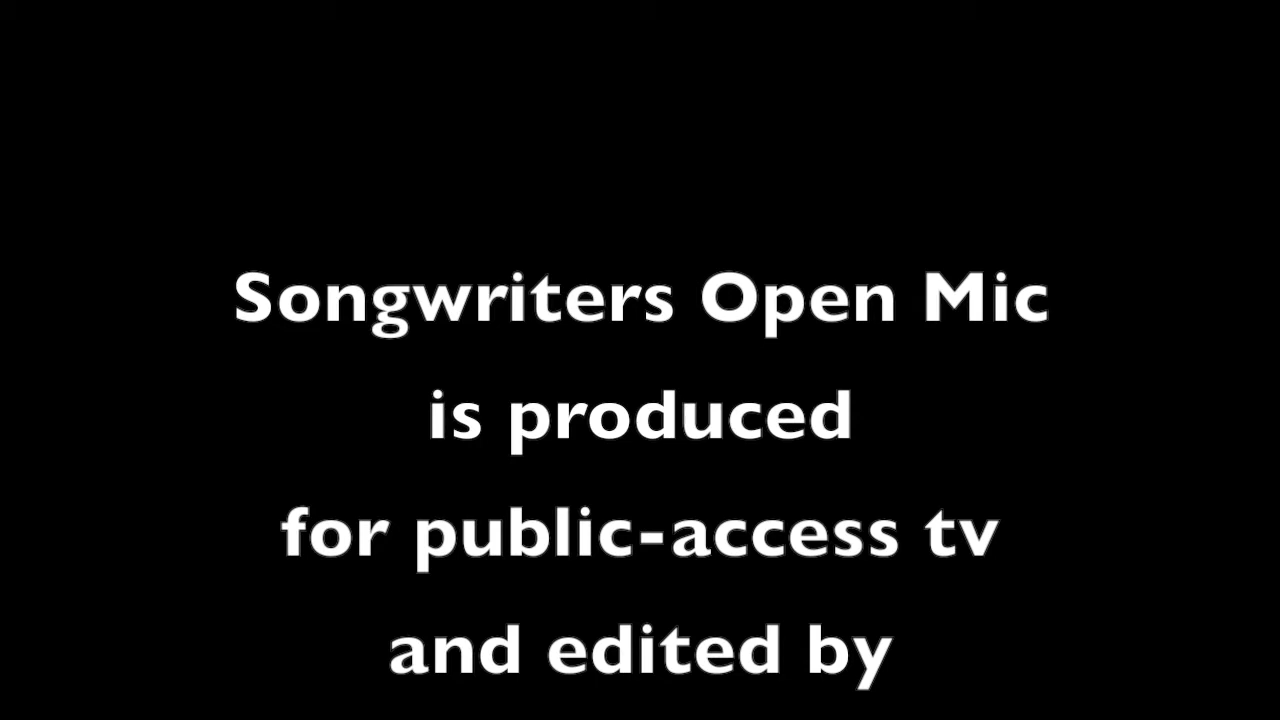 Songwriters Open Mic
is produced
for public-access tv
and edited by